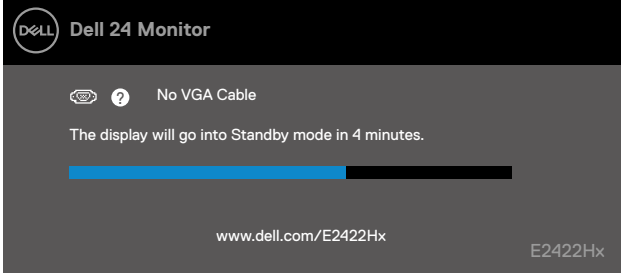 DELL
Dell 24 Monitor
? No VGA Cable
The display will go into Standby mode in 4 minutes.
www.dell.com/E2422Hx
E2422Hx